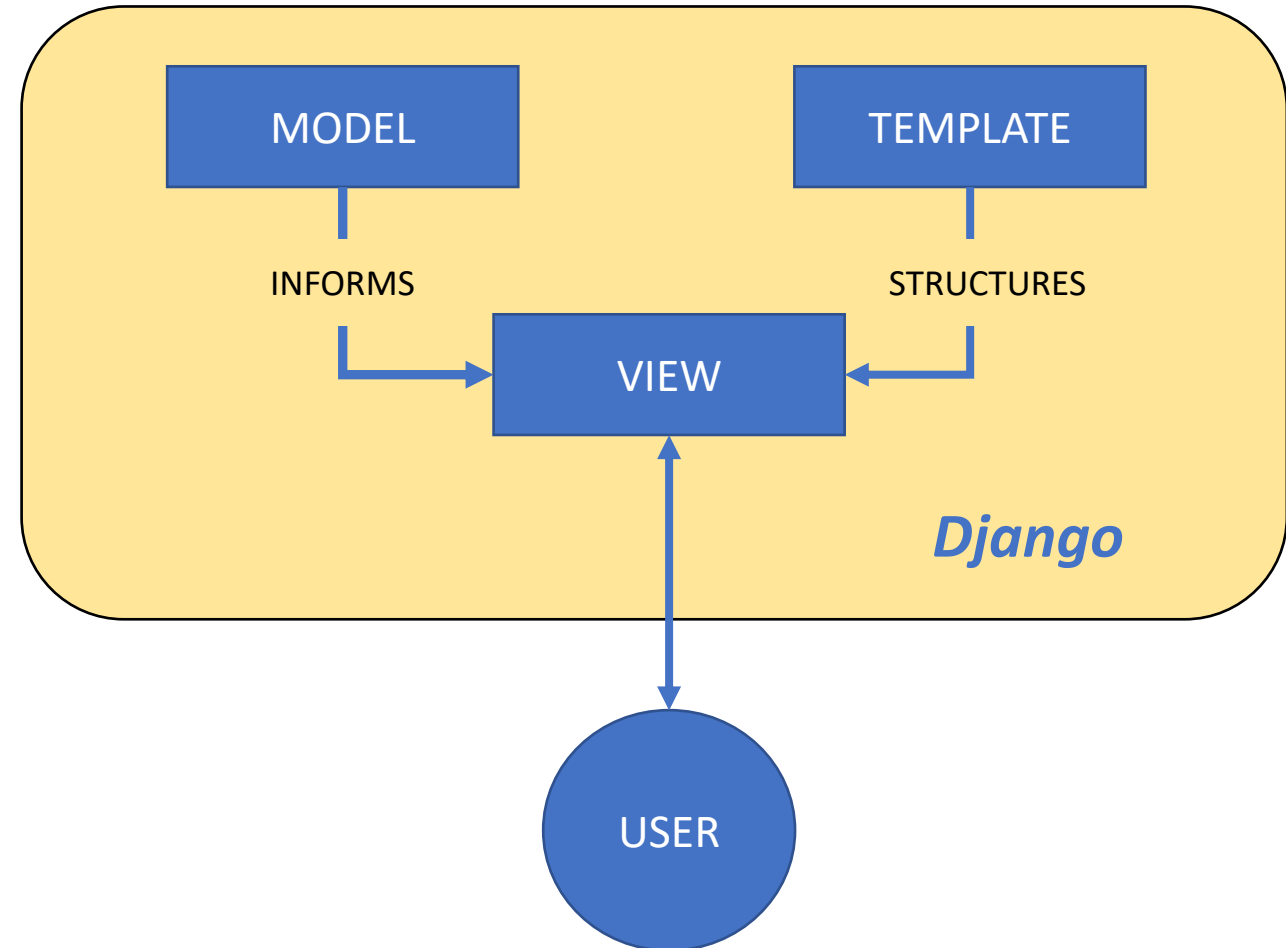 MODEL
TEMPLATE
INFORMS
STRUCTURES
VIEW
Django
USER